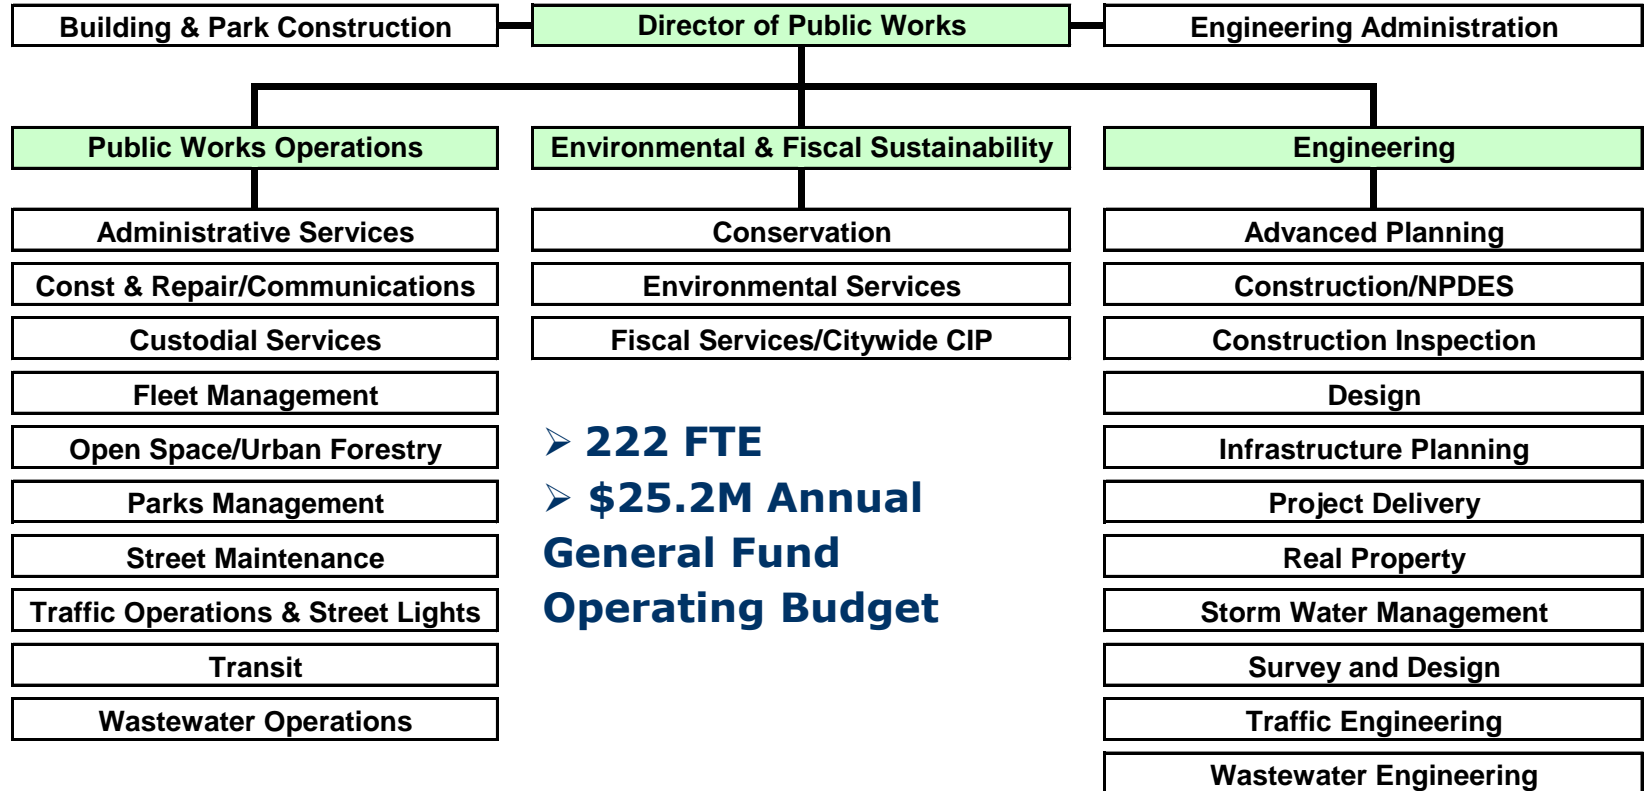 Building & Park Construction
Director of Public Works
Engineering Administration
Public Works Operations
Environmental & Fiscal Sustainability
Engineering
Administrative Services
Const & Repair/Communications
Custodial Services
Fleet Management
Open Space/Urban Forestry
Parks Management
Street Maintenance
Traffic Operations & Street Lights
Transit
Wastewater Operations
Conservation
Environmental Services
Fiscal Services/Citywide CIP
➢ 222 FTE
➢ $25.2M Annual
General Fund
Operating Budget
Advanced Planning
Construction/NPDES
Construction Inspection
Design
Infrastructure Planning
Project Delivery
Real Property
Storm Water Management
Survey and Design
Traffic Engineering
Wastewater Engineering